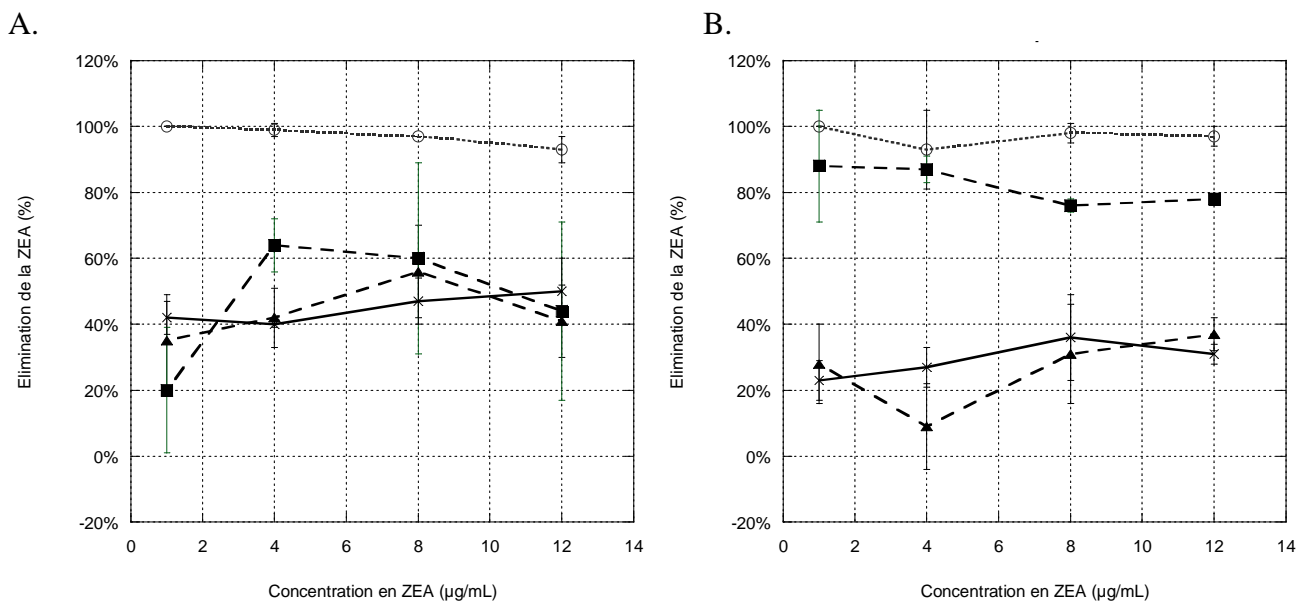 A.
120%
100%
80%
60%
40%
20%
0%
-20%
Elimination de la ZEA (%)
0 2 4 6 8 10 12 14
Concentration en ZEA (µg/mL)
B.
120%
100%
80%
60%
40%
20%
0%
-20%
Elimination de la ZEA (%)
0 2 4 6 8 10 12 14
Concentration en ZEA (µg/mL)